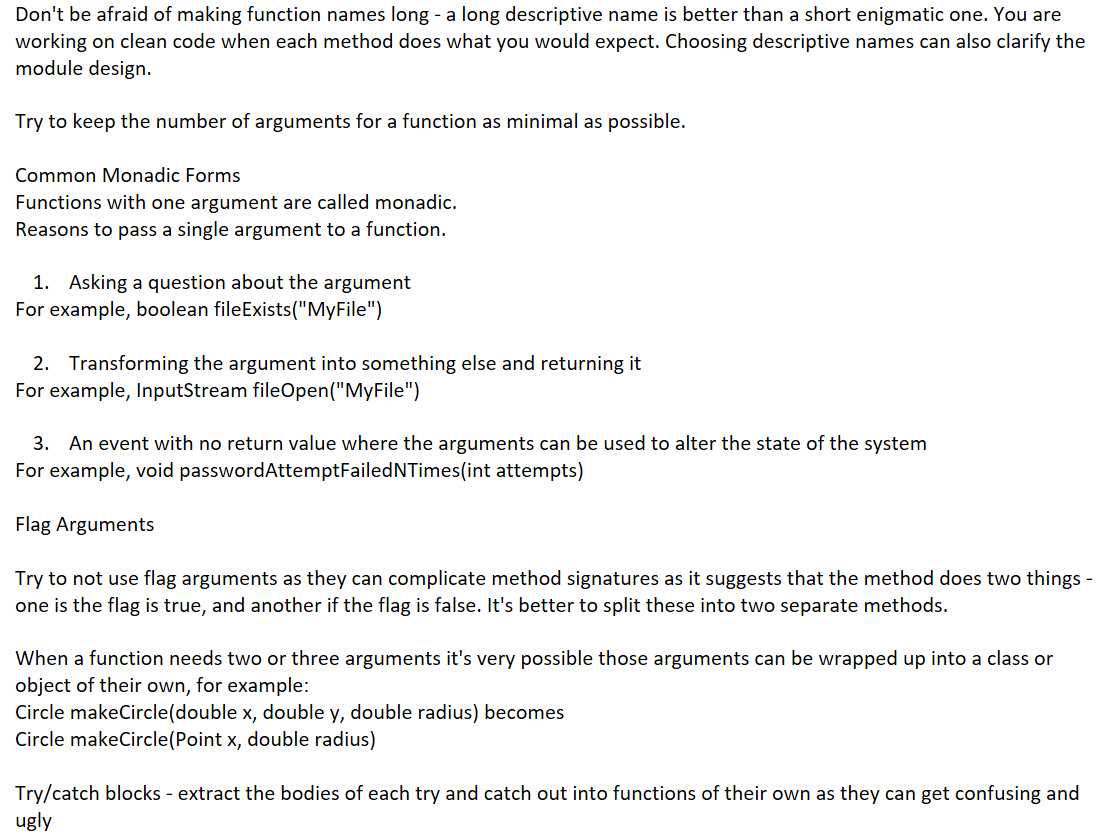 Don't be afraid of making function names long - a long descriptive name is better than a short enigmatic one. You are
working on clean code when each method does what you would expect. Choosing descriptive names can also clarify the
module design.
Try to keep the number of arguments for a function as minimal as possible.
Common Monadic Forms
Functions with one argument are called monadic.
Reasons to pass a single argument to a function.
1. Asking a question about the argument
For example, boolean fileExists("MyFile")
2. Transforming the argument into something else and returning it
For example, InputStream fileOpen("MyFile")
3. An event with no return value where the arguments can be used to alter the state of the system
For example, void passwordAttemptFailedNTimes(int attempts)
Flag Arguments
Try to not use flag arguments as they can complicate method signatures as it suggests that the method does two things -
one is the flag is true, and another if the flag is false. It's better to split these into two separate methods.
When a function needs two or three arguments it's very possible those arguments can be wrapped up into a class or
object of their own, for example:
Circle makeCircle(double x, double y, double radius) becomes
Circle makeCircle(Point x, double radius)
Try/catch blocks - extract the bodies of each try and catch out into functions of their own as they can get confusing and
ugly